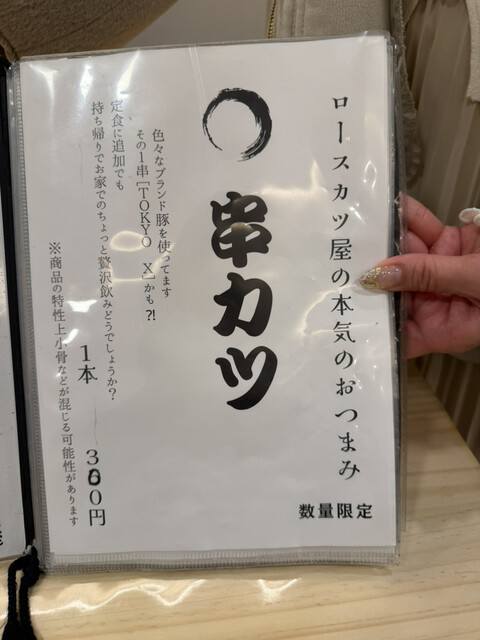 ロースカツ屋の本気のおつまみ
数量限定
串カツ
色々なブランド豚を使ってます
その1串[TOKYO X]かも?!
定食に追加でも
持ち帰りでお家でのちょっと贅沢飲みどうでしょうか?
1本 360円
※商品の特性上小骨などが混じる可能性があります